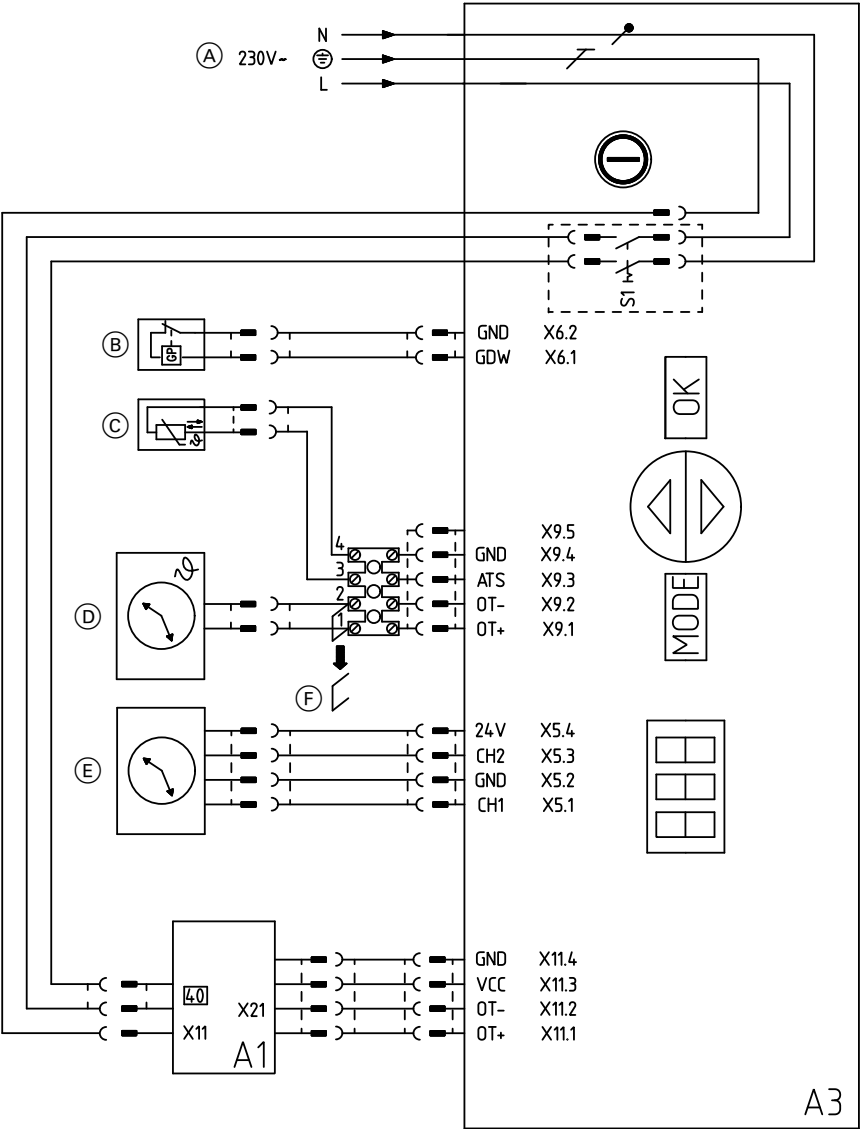 N
A 230V~
L
S1
B GP GND X6.2
GDW X6.1
OK
C ϑ
X9.5
4 GND X9.4
3 ATS X9.3
ϑ
2 OT- X9.2
D 1 OT+ X9.1
MODE
F
24V X5.4
CH2 X5.3
E
GND X5.2
CH1 X5.1
GND X11.4
VCC X11.3
40
X21 OT- X11.2
X11 OT+ X11.1
A1
A3